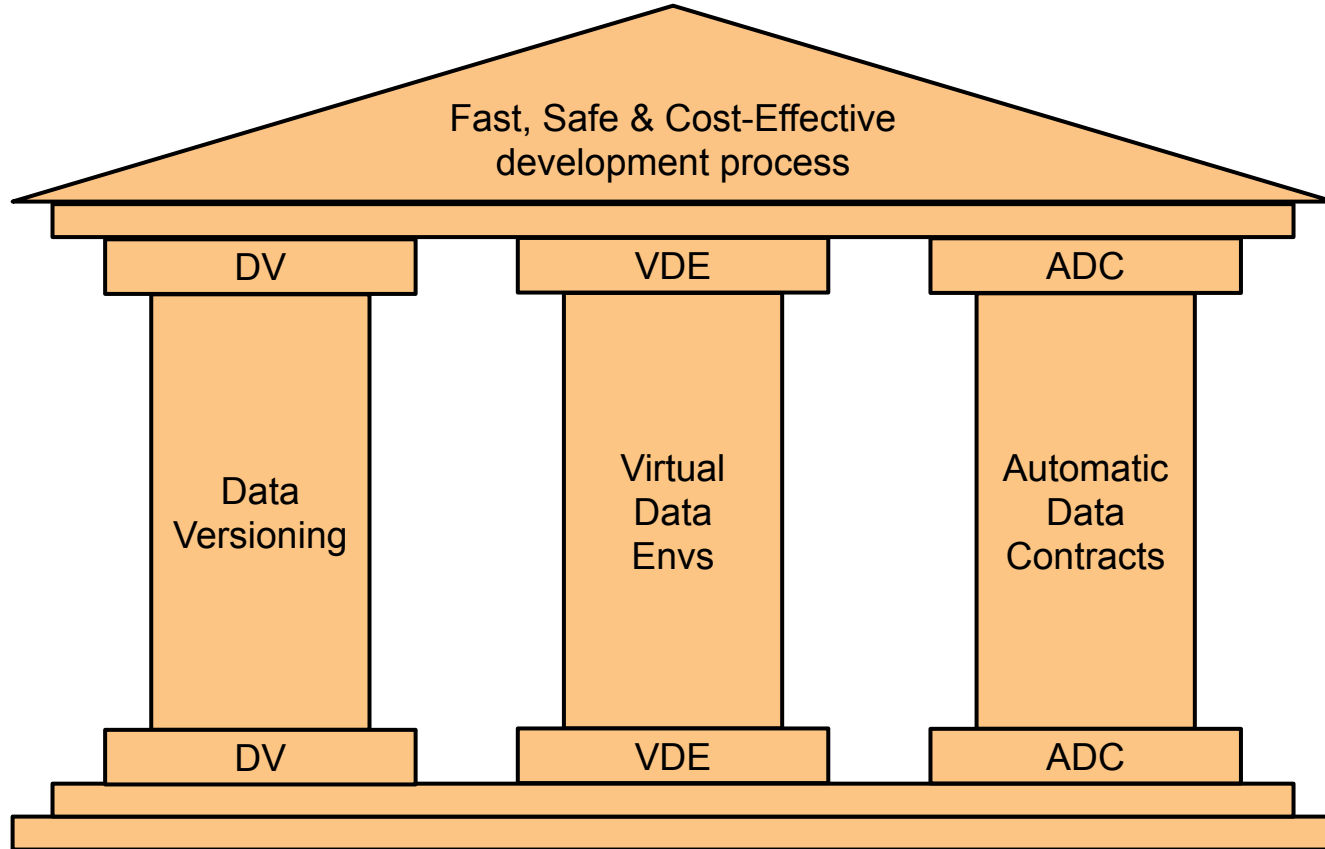 Fast, Safe & Cost-Effective
development process
DV
VDE
ADC
Data
Versioning
Virtual
Data
Envs
Automatic
Data
Contracts
DV
VDE
ADC